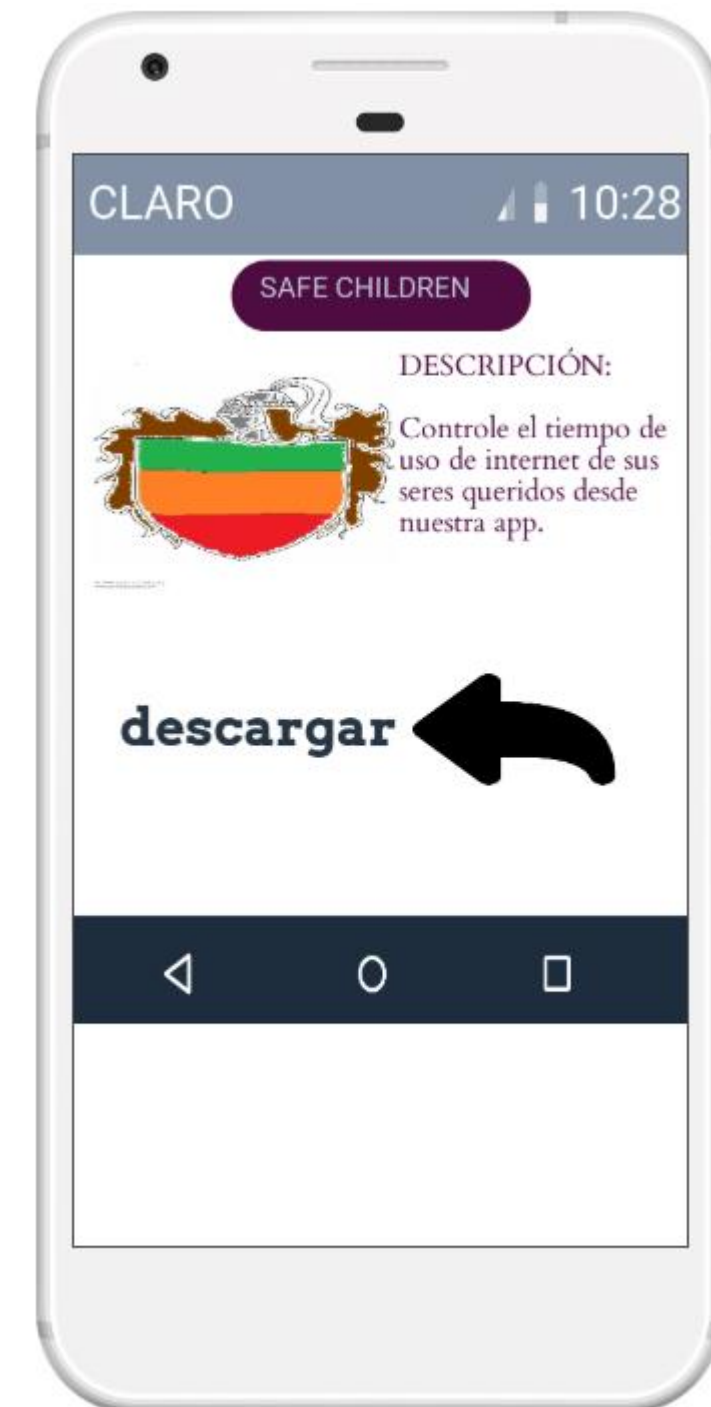 CLARO 10:28
SAFE CHILDREN
DESCRIPCIÓN:
Controle el tiempo de
uso de internet de sus
seres queridos desde
nuestra app.
descargar